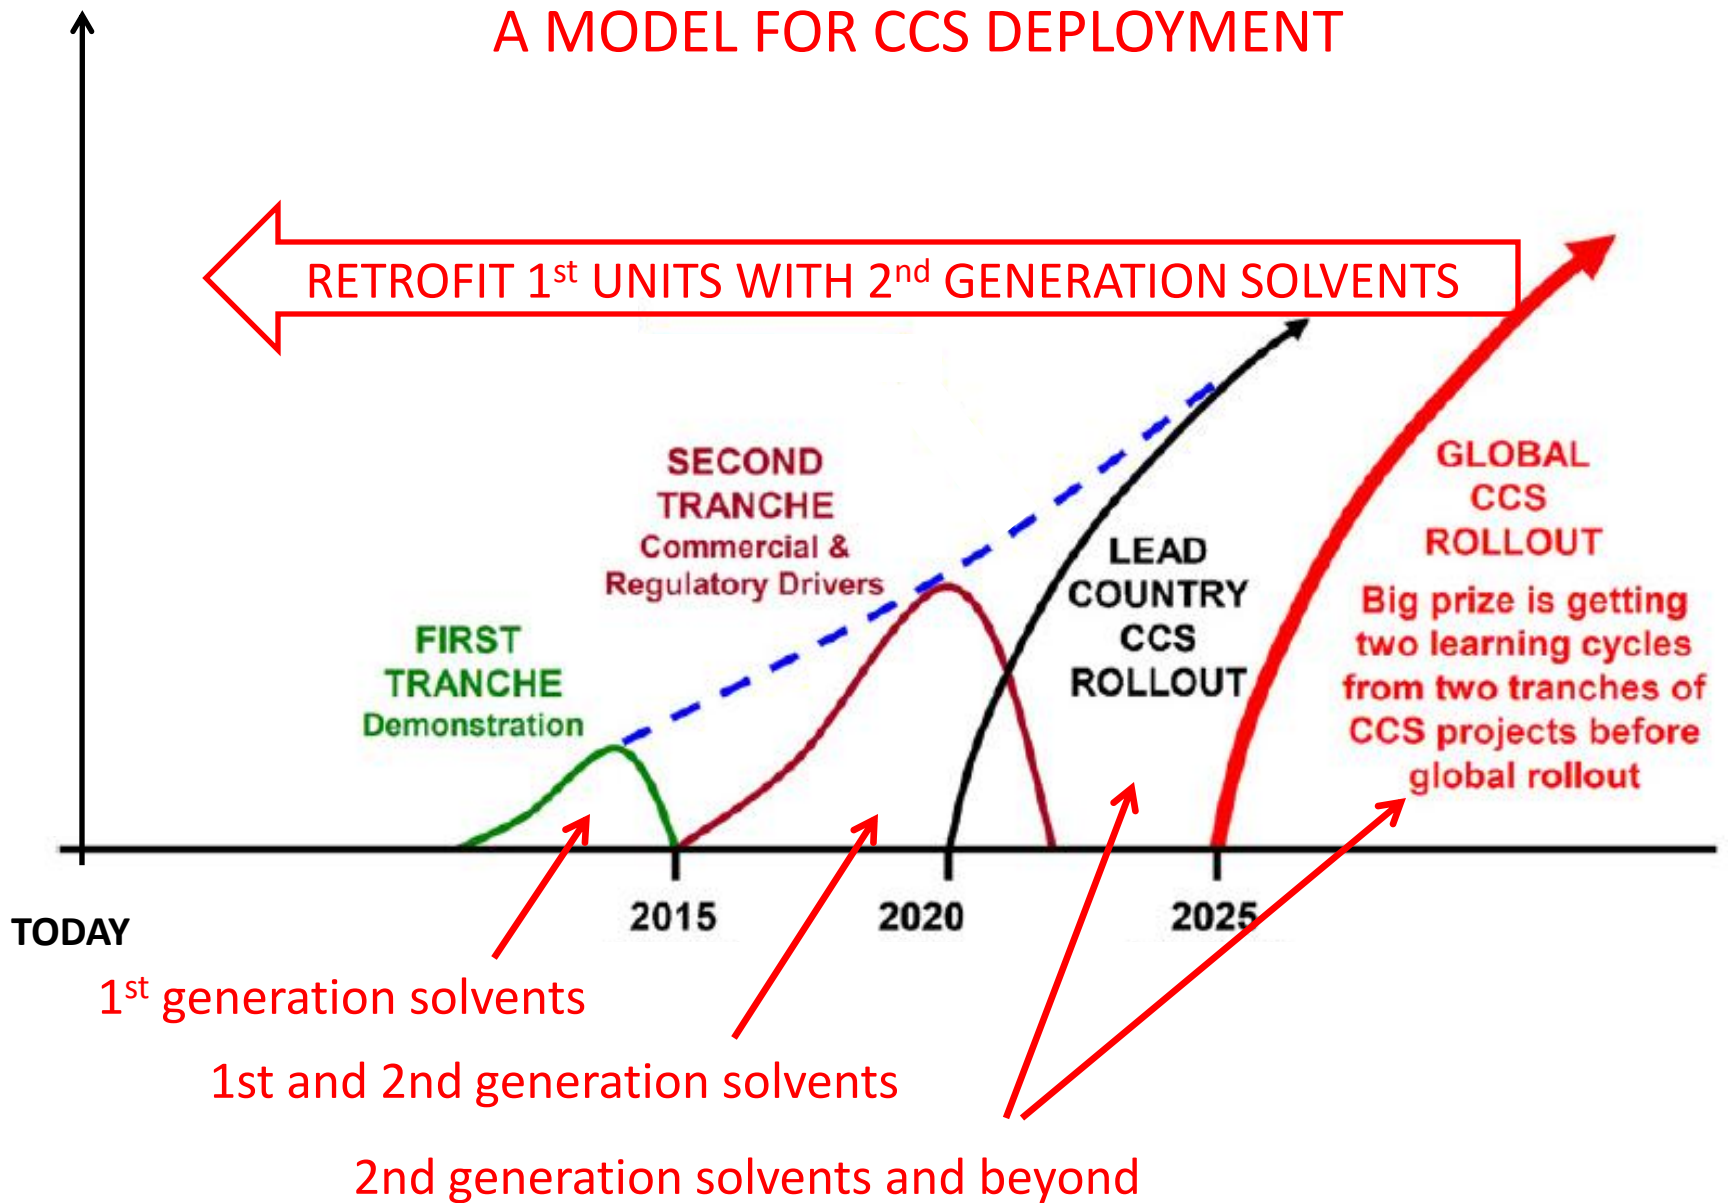 A MODEL FOR CCS DEPLOYMENT
RETROFIT 1st UNITS WITH 2nd GENERATION SOLVENTS
SECOND
TRANCHE
Commercial &
Regulatory Drivers
FIRST
TRANCHE
Demonstration
LEAD
COUNTRY
CCS
ROLLOUT
GLOBAL
CCS
ROLLOUT
Big prize is getting
two learning cycles
from two tranches of
CCS projects before
global rollout
TODAY
2015
2020
2025
1st generation solvents
1st and 2nd generation solvents
2nd generation solvents and beyond